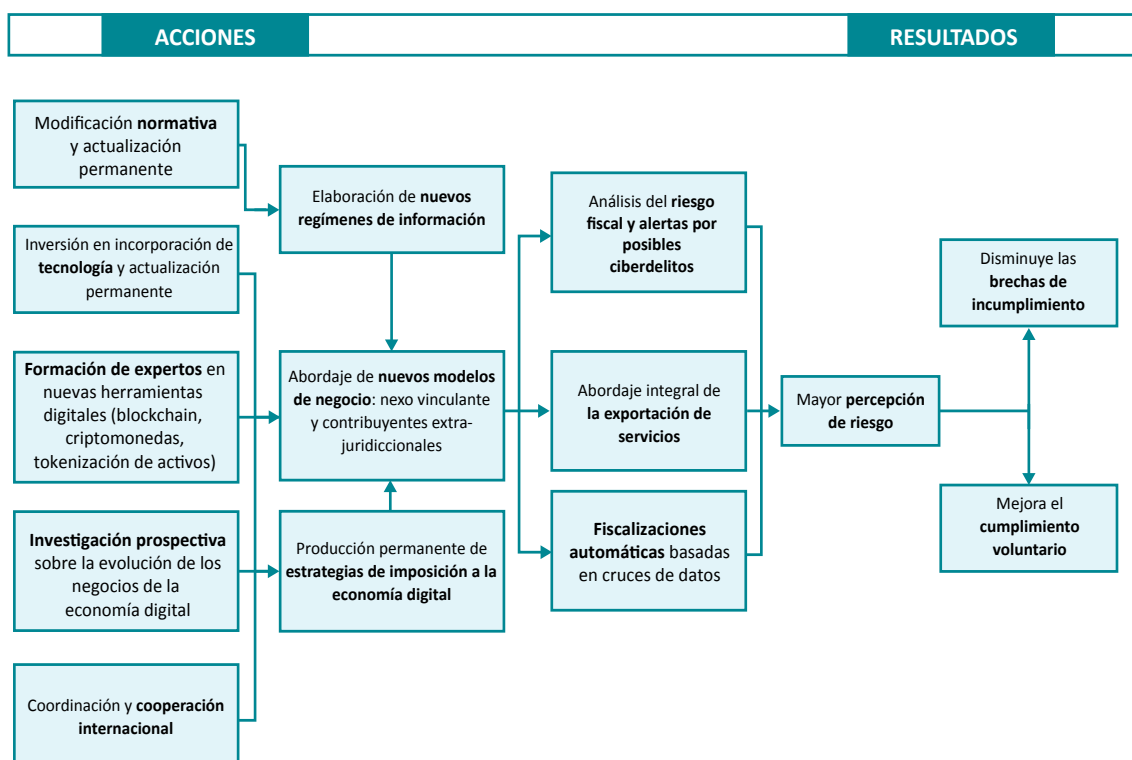 ACCIONES
RESULTADOS
Modificación normativa
y actualización
permanente
Inversión en incorporación de
tecnología y actualización
permanente
Formación de expertos en
nuevas herramientas
digitales (blockchain,
criptomonedas,
tokenización de activos)
Investigación prospectiva
sobre la evolución de los
negocios de la
economía digital
Coordinación y cooperación
internacional
Elaboración de nuevos
regímenes de información
Abordaje de nuevos modelos
de negocio: nexo vinculante
y contribuyentes extra-
juridiccionales
Producción permanente de
estrategias de imposición a la
economía digital
Análisis del riesgo
fiscal y alertas por
posibles
ciberdelitos
Abordaje integral de
la exportación de
servicios
Fiscalizaciones
automáticas basadas
en cruces de datos
Mayor percepción
de riesgo
Disminuye las
brechas de
incumplimiento
Mejora el
cumplimiento
voluntario